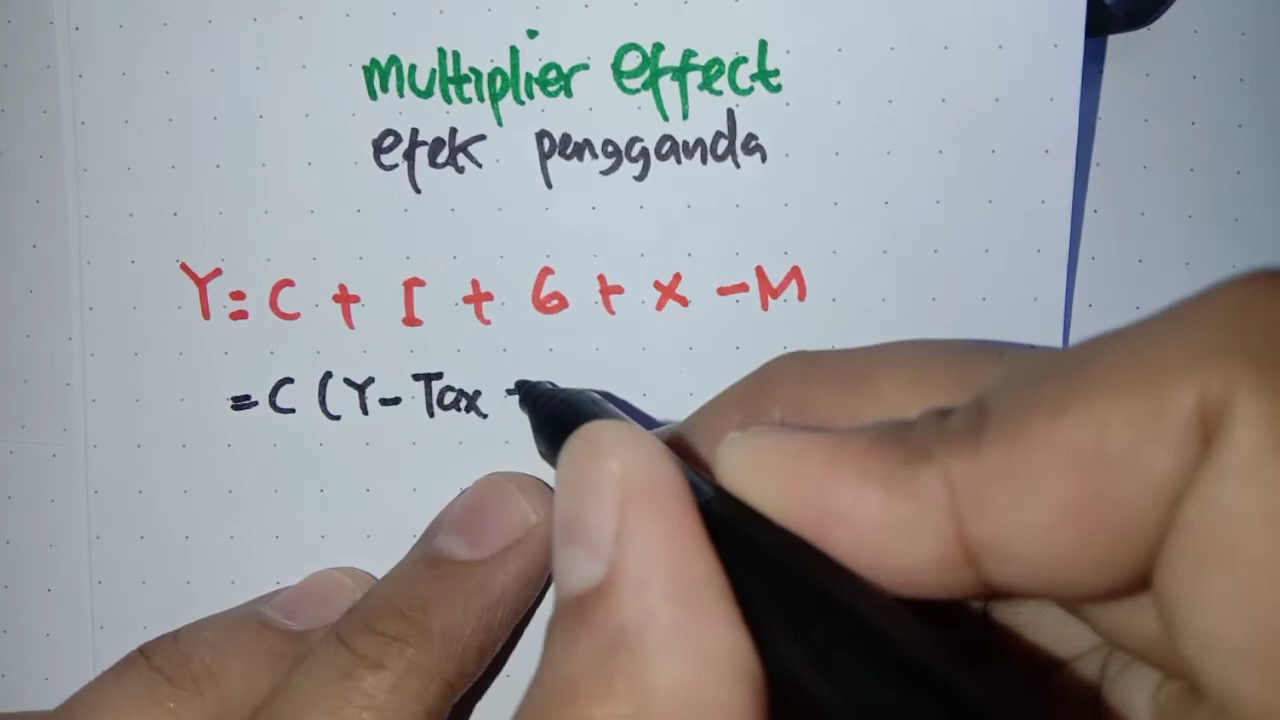 multiplier effect
efek pengganda
Y = C + I + G + X - M
= C (Y - Tax